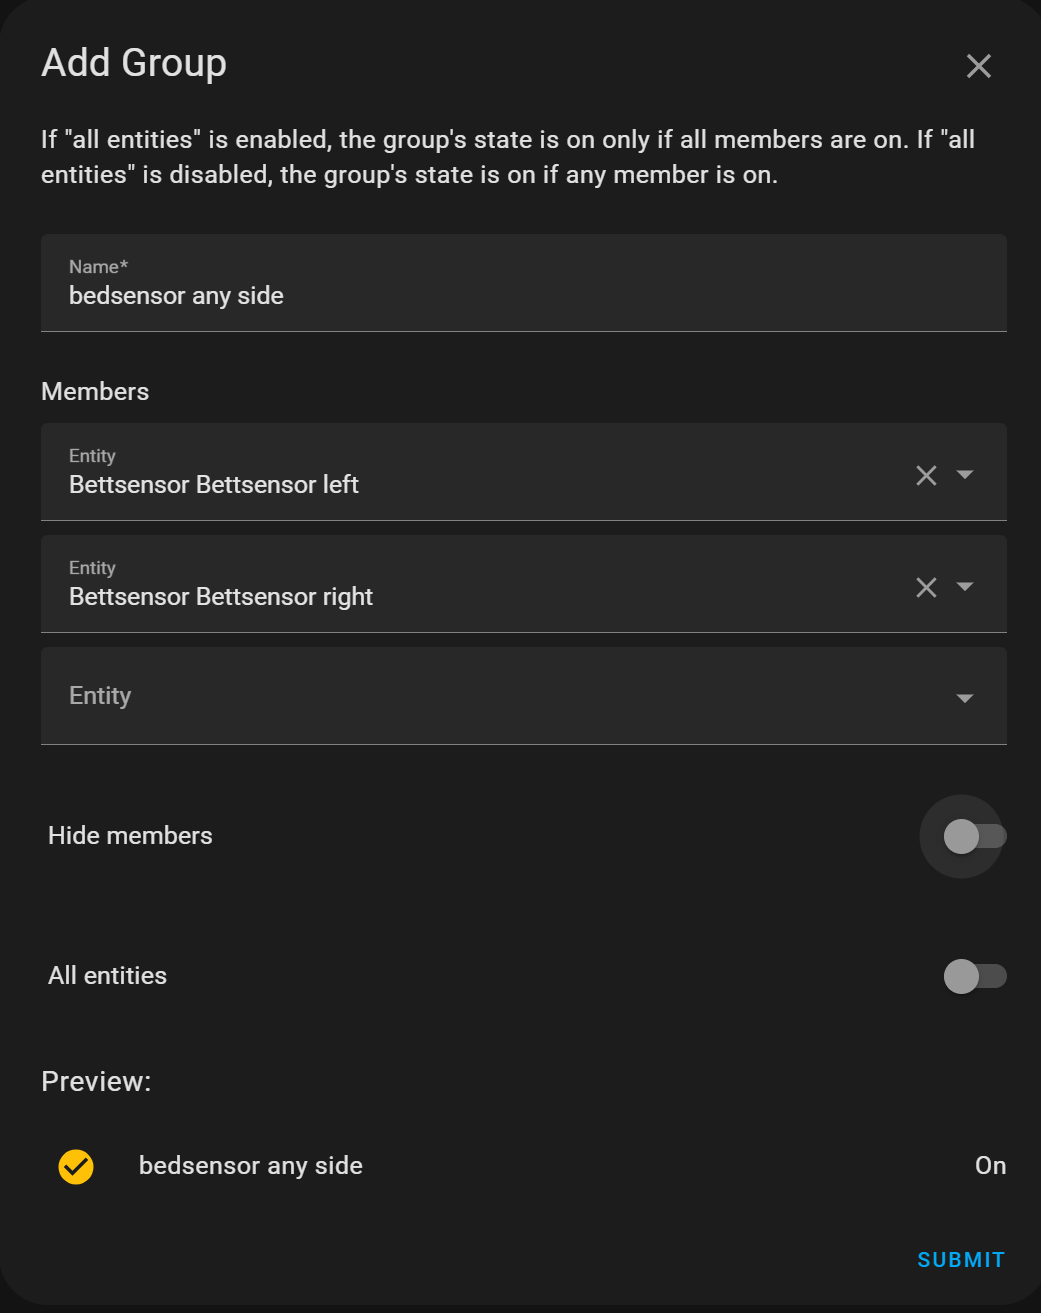 Add Group
If "all entities" is enabled, the group's state is on only if all members are on. If "all
entities" is disabled, the group's state is on if any member is on.
Name*
bedsensor any side
Members
Entity
Bettsensor Bettsensor left
Entity
Bettsensor Bettsensor right
Entity
Hide members
All entities
Preview:
bedsensor any side On
SUBMIT